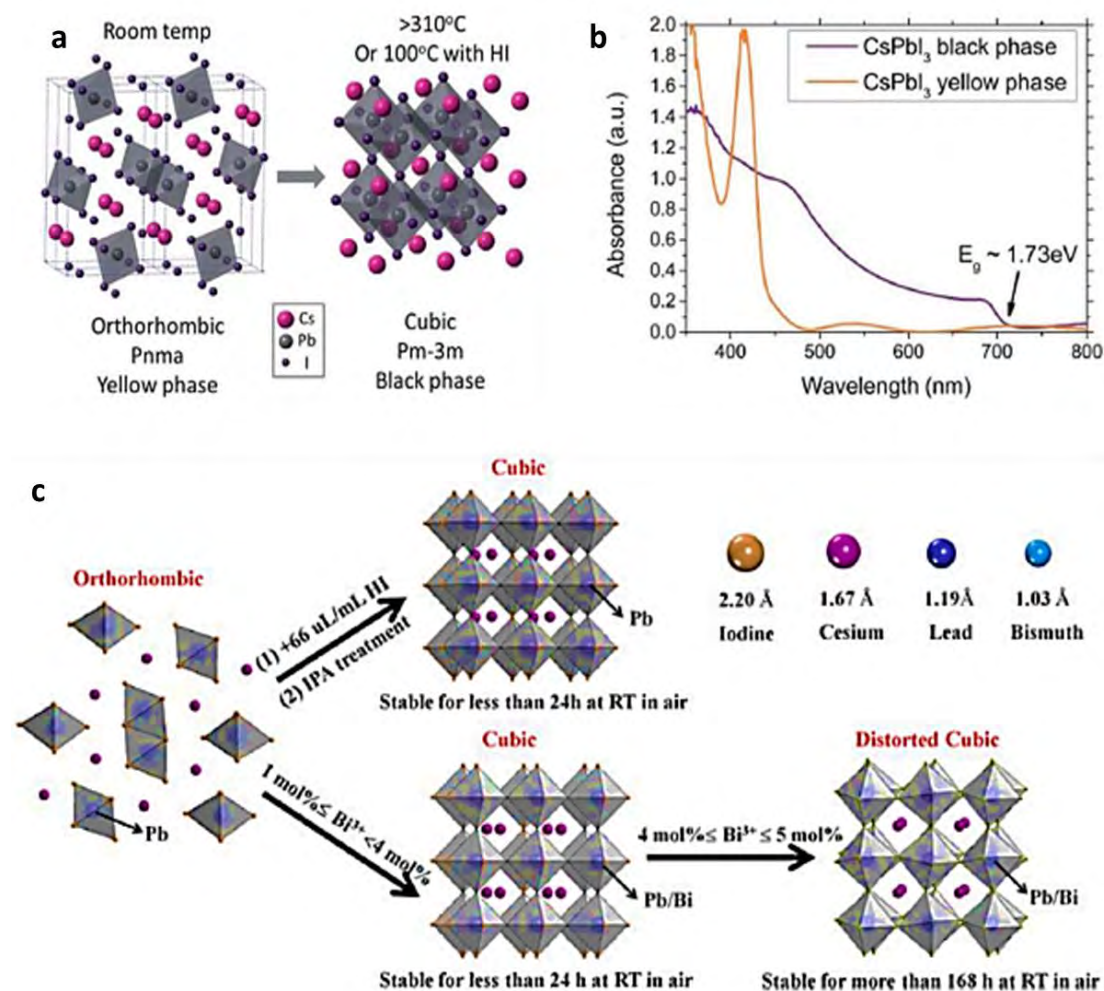 a
Room temp
>310°C
Or 100°C with HI
Orthorhombic
Pnma
Yellow phase
Cs
Pb
I
Cubic
Pm-3m
Black phase
b
Absorbance (a.u.)
2.0
1.8
1.6
1.4
1.2
1.0
0.8
0.6
0.4
0.2
0.0
CsPbI₃ black phase
CsPbI₃ yellow phase
E_g ~ 1.73eV
400
500
600
700
800
Wavelength (nm)
c
Orthorhombic
Pb
(1) +66 uL/mL HI
(2) IPA treatment
Cubic
Pb
Stable for less than 24h at RT in air
2.20 Å
Iodine
1.67 Å
Cesium
1.19Å
Lead
1.03 Å
Bismuth
1 mol%≤ Bi³⁺ <4 mol%
Cubic
Pb/Bi
Stable for less than 24 h at RT in air
4 mol%≤ Bi³⁺ ≤ 5 mol%
Distorted Cubic
Pb/Bi
Stable for more than 168 h at RT in air